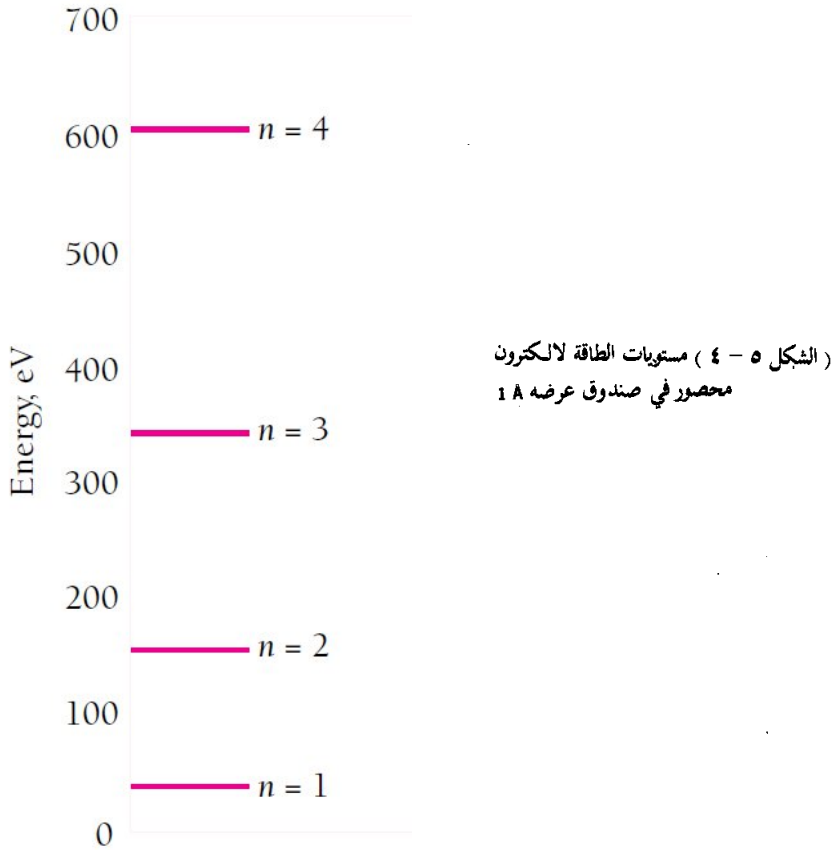 700
600
n = 4
500
( الشكل ٥ – ٤ ) مستويات الطاقة لالكترون
محصور في صندوق عرضه 1 A
400
Energy, eV
n = 3
300
200
n = 2
100
n = 1
0